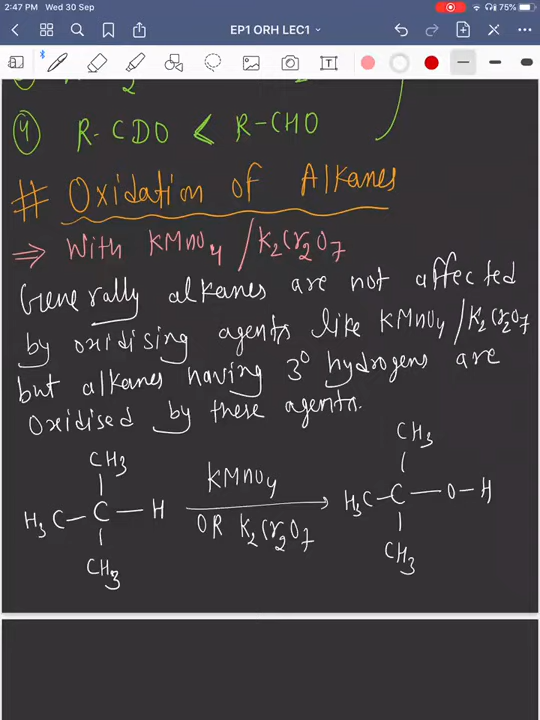 2:47 PM Wed 30 Sep
75%
EP1 ORH LEC1
T
2
④ R-CDO < R-CHO
# Oxidation of Alkanes
⇒ With KMnO4 / K2Cr2O7
Generally alkanes are not affected
by oxidising agents like KMnO4 / K2Cr2O7
but alkanes having 3° hydrogens are
oxidised by these agents.
CH3
H3C-C-H
CH3
KMnO4
OR K2Cr2O7
CH3
H3C-C-O-H
CH3